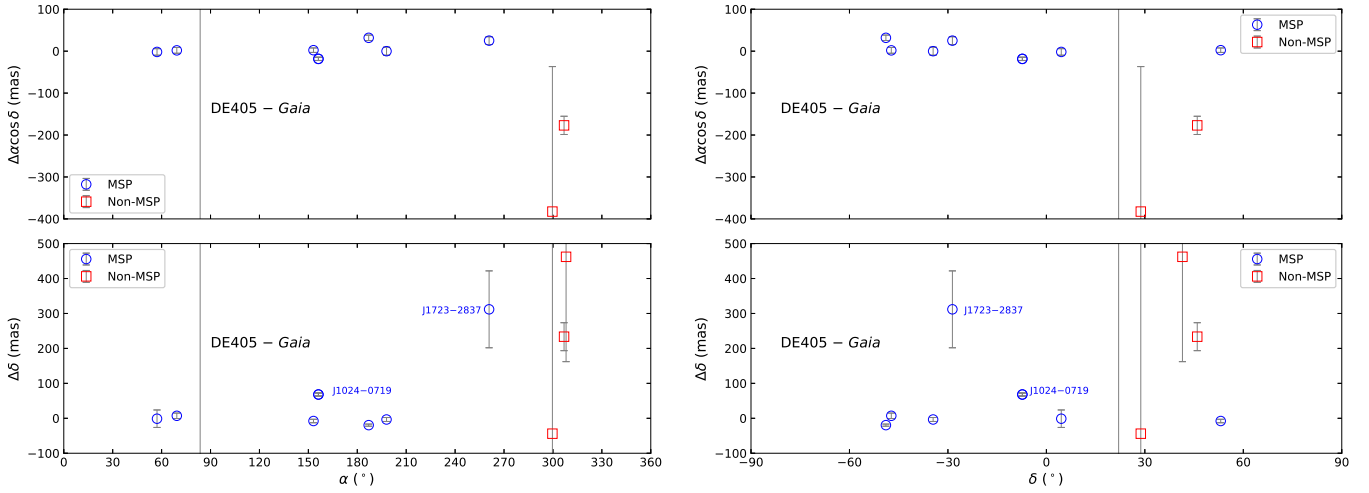 100
0
−100
−200
−300
−400
Δαcos δ (mas)
DE405 − Gaia
MSP
Non-MSP
100
0
−100
−200
−300
−400
Δαcos δ (mas)
DE405 − Gaia
MSP
Non-MSP
500
400
300
200
100
0
−100
Δδ (mas)
MSP
Non-MSP
DE405 − Gaia
J1723−2837
J1024−0719
0 30 60 90 120 150 180 210 240 270 300 330 360
α (°)
500
400
300
200
100
0
−100
Δδ (mas)
MSP
Non-MSP
DE405 − Gaia
J1723−2837
J1024−0719
−90 −60 −30 0 30 60 90
δ (°)